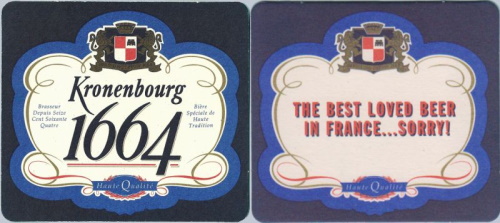 Kronenbourg
1664
Brasseur
Depuis Seize
Cent Soixante
Quatre
Bière
Spéciale de
Haute
Tradition
Haute Qualité
THE BEST LOVED BEER
IN FRANCE...SORRY!
Haute Qualité